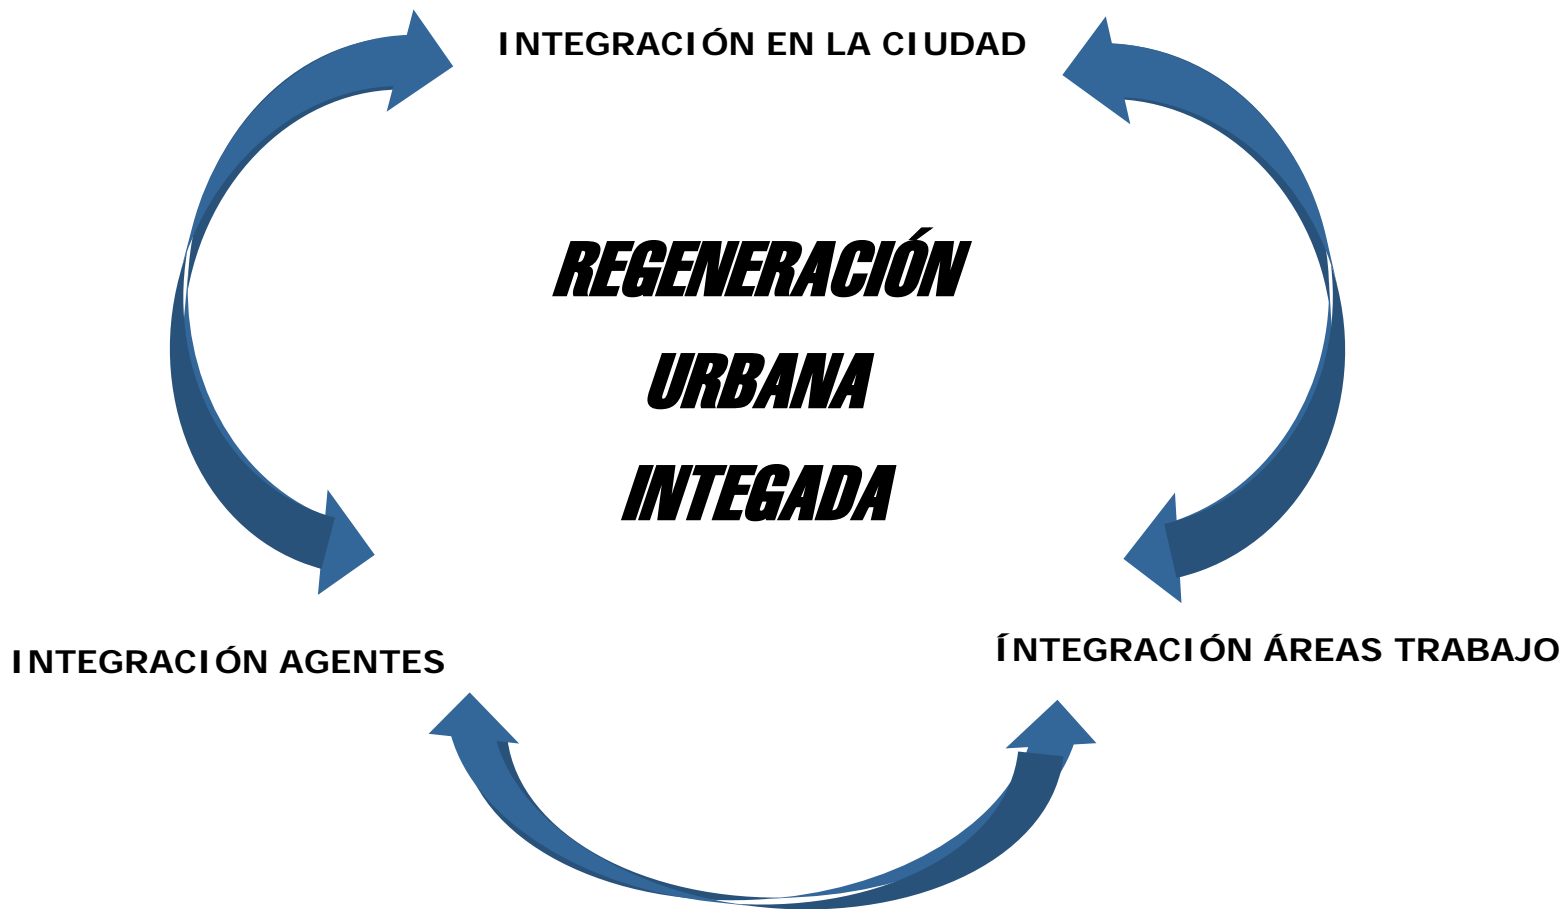 INTEGRACIÓN EN LA CIUDAD
REGENERACIÓN
URBANA
INTEGADA
INTEGRACIÓN AGENTES
ÍNTEGRACIÓN ÁREAS TRABAJO